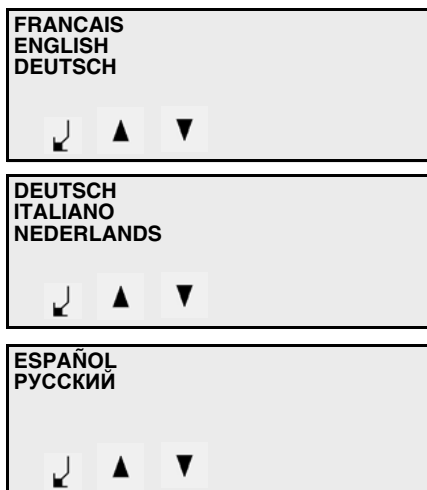 FRANCAIS
ENGLISH
DEUTSCH
DEUTSCH
ITALIANO
NEDERLANDS
ESPAÑOL
РУССКИЙ